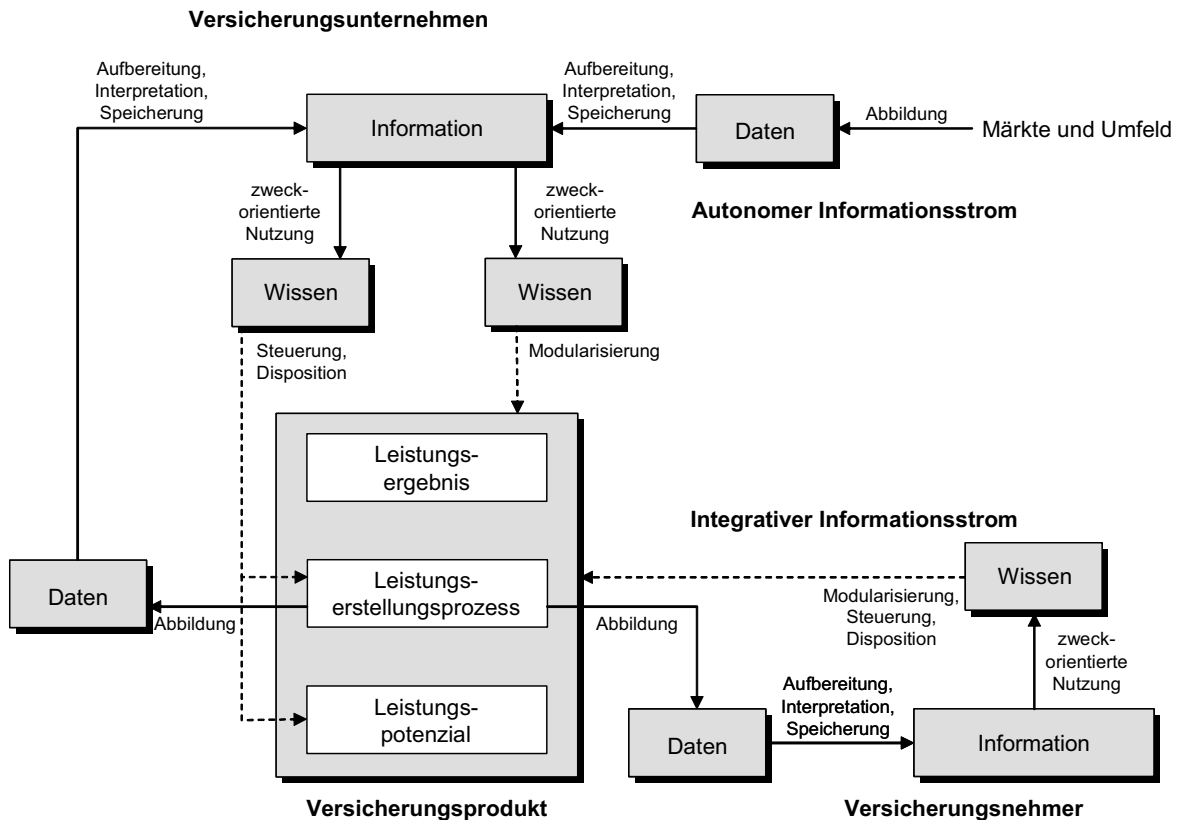 Versicherungsunternehmen
Aufbereitung,
Interpretation,
Speicherung
Information
Aufbereitung,
Interpretation,
Speicherung
Daten
Abbildung
Märkte und Umfeld
zweck-
orientierte
Nutzung
zweck-
orientierte
Nutzung
Autonomer Informationsstrom
Wissen
Wissen
Steuerung,
Disposition
Modularisierung
Leistungs-
ergebnis
Integrativer Informationsstrom
Daten
Abbildung
Leistungs-
erstellungsprozess
Abbildung
Wissen
Modularisierung,
Steuerung,
Disposition
zweck-
orientierte
Nutzung
Leistungs-
potenzial
Daten
Aufbereitung,
Interpretation,
Speicherung
Information
Versicherungsprodukt
Versicherungsnehmer